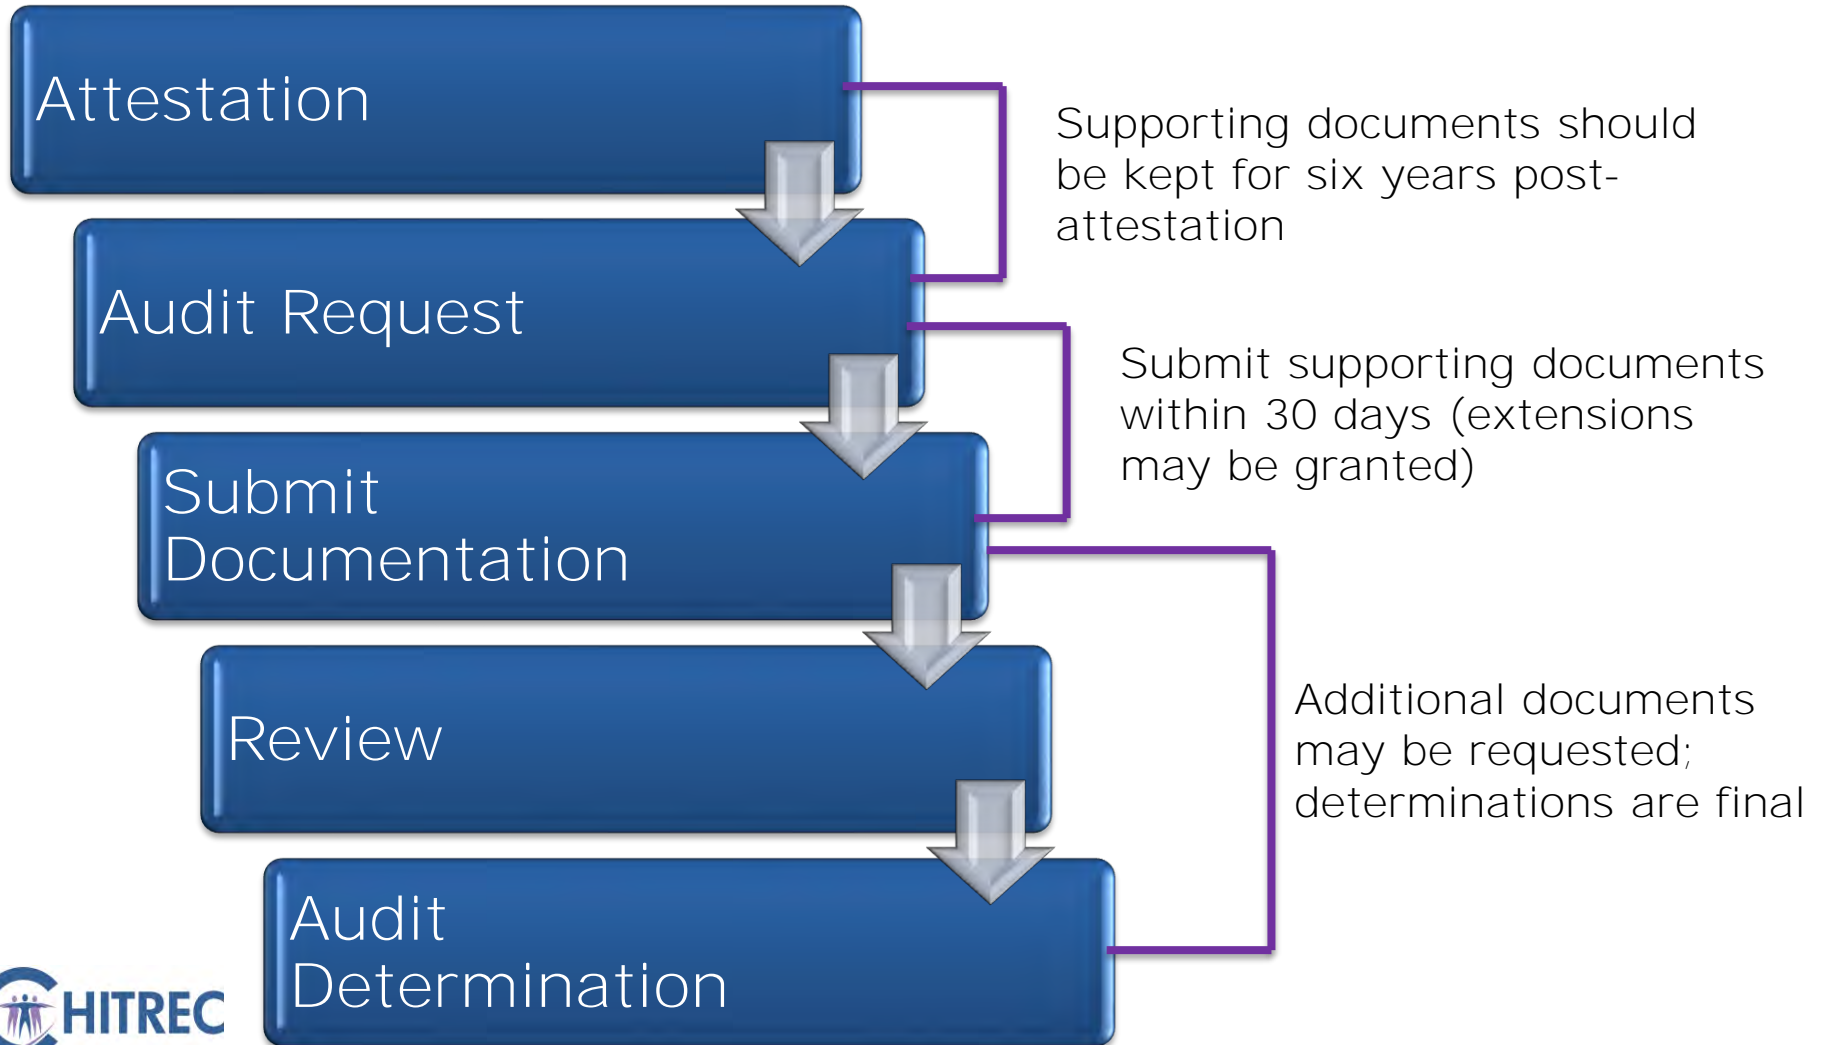 Attestation
Supporting documents should
be kept for six years post-
attestation
Audit Request
Submit supporting documents
within 30 days (extensions
may be granted)
Submit
Documentation
Review
Additional documents
may be requested;
determinations are final
Audit
Determination
CHITREC